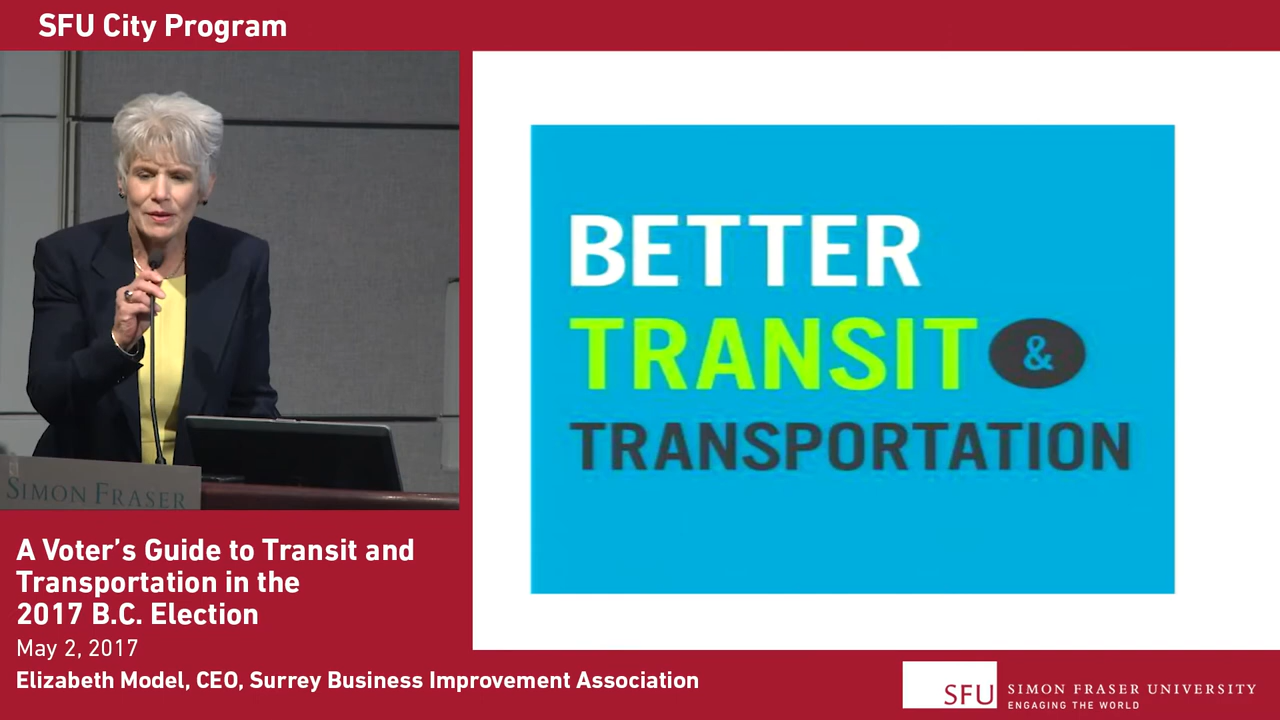 SFU City Program
BETTER
TRANSIT &
TRANSPORTATION
SIMON FRASER
A Voter's Guide to Transit and
Transportation in the
2017 B.C. Election
May 2, 2017
Elizabeth Model, CEO, Surrey Business Improvement Association
SFU
SIMON FRASER UNIVERSITY
ENGAGING THE WORLD